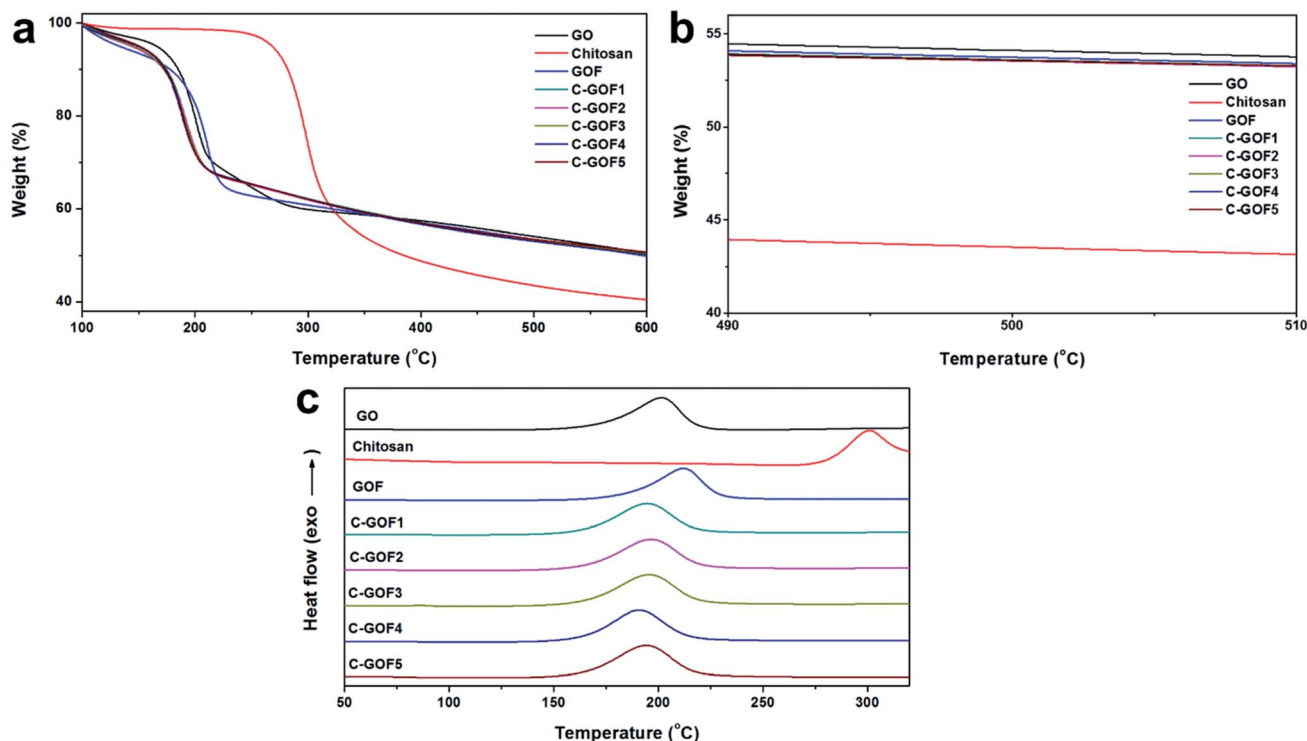 a
100
80
60
40
Weight (%)
100
200
300
400
500
600
Temperature (°C)
GO
Chitosan
GOF
C-GOF1
C-GOF2
C-GOF3
C-GOF4
C-GOF5
b
55
50
45
40
Weight (%)
490
500
510
Temperature (°C)
GO
Chitosan
GOF
C-GOF1
C-GOF2
C-GOF3
C-GOF4
C-GOF5
c
Heat flow (exo ⟶)
GO
Chitosan
GOF
C-GOF1
C-GOF2
C-GOF3
C-GOF4
C-GOF5
50
100
150
200
250
300
Temperature (°C)